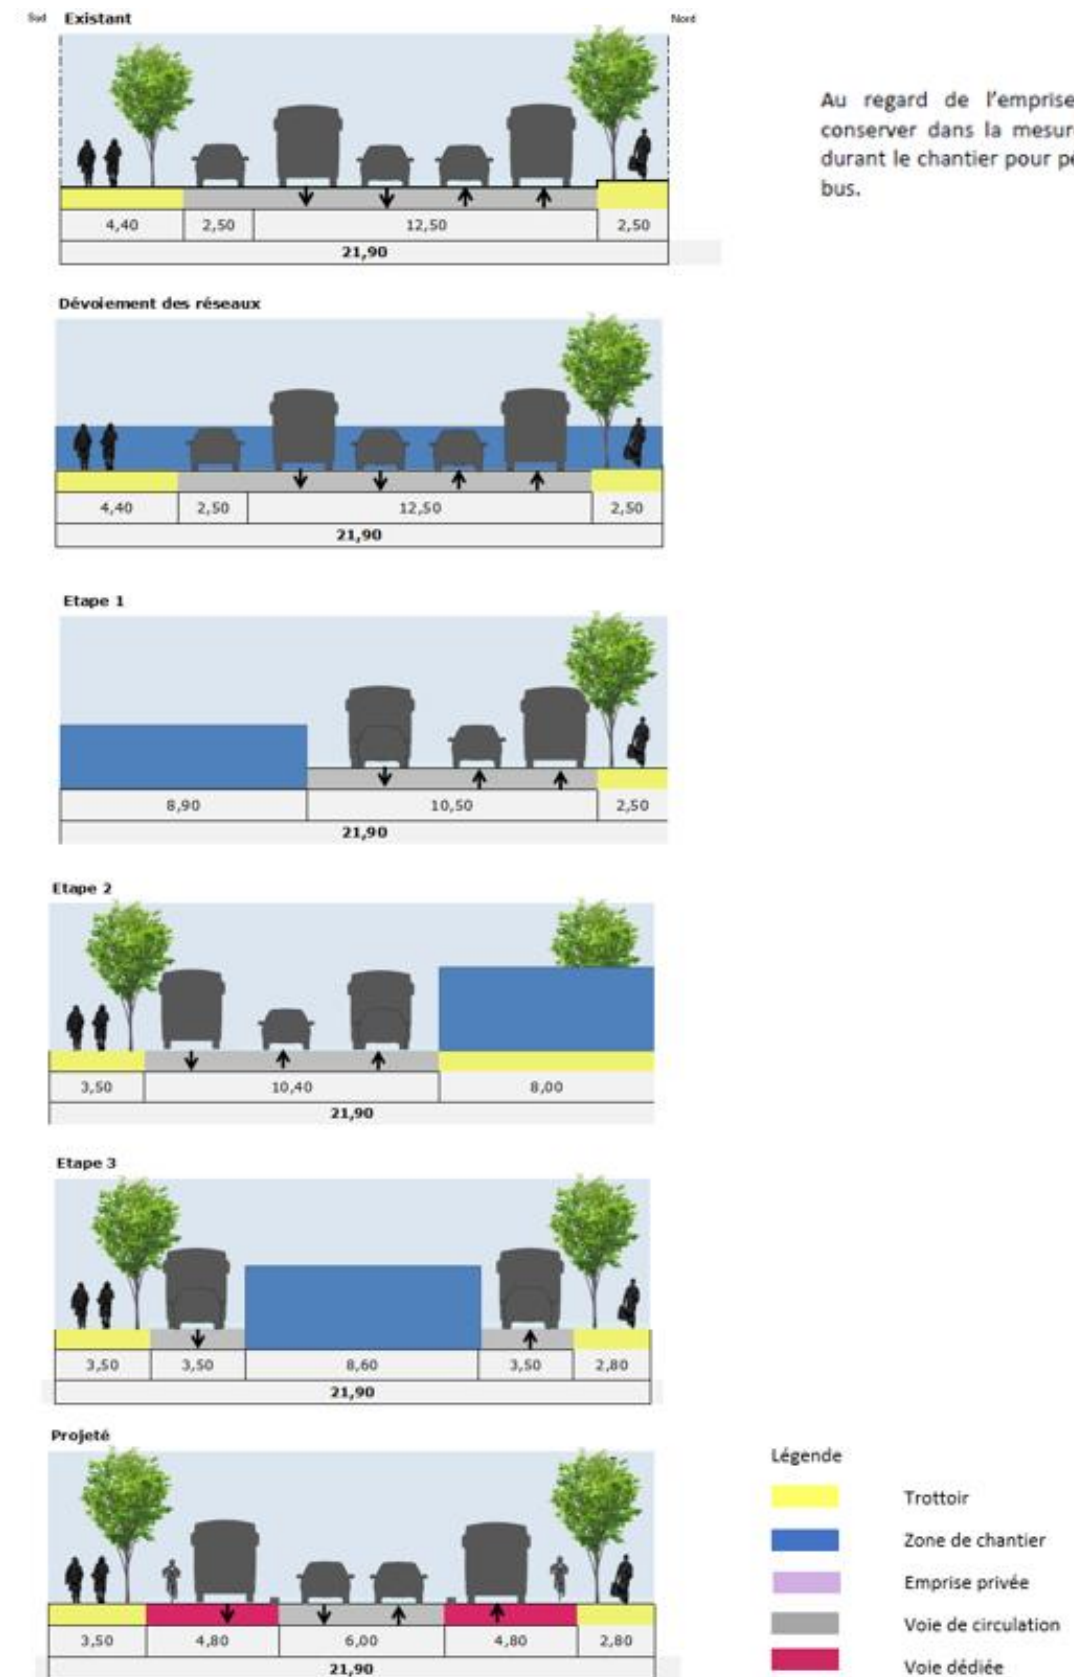 Sud Existant Nord
4,40 2,50 12,50 2,50
21,90
Au regard de l'emprise
conserver dans la mesure
durant le chantier pour pe
bus.
Dévoiement des réseaux
4,40 2,50 12,50 2,50
21,90
Etape 1
8,90 10,50 2,50
21,90
Etape 2
3,50 10,40 8,00
21,90
Etape 3
3,50 3,50 8,60 3,50 2,80
21,90
Projeté
3,50 4,80 6,00 4,80 2,80
21,90
Légende
Trottoir
Zone de chantier
Emprise privée
Voie de circulation
Voie dédiée